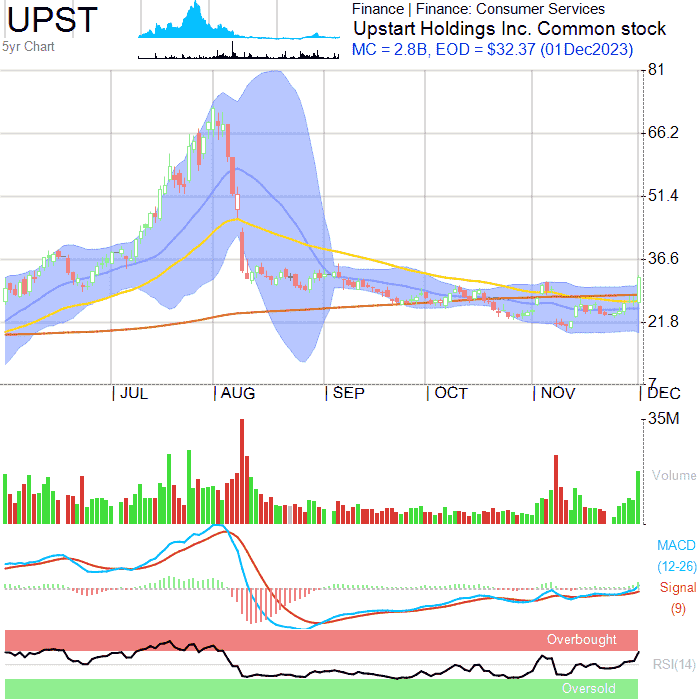 UPST
5yr Chart
Finance | Finance: Consumer Services
Upstart Holdings Inc. Common stock
MC = 2.8B, EOD = $32.37 (01Dec2023)
81
66.2
51.4
36.6
21.8
7
JUL AUG SEP OCT NOV DEC
35M
Volume
MACD
(12-26)
Signal
(9)
Overbought
RSI(14)
Oversold